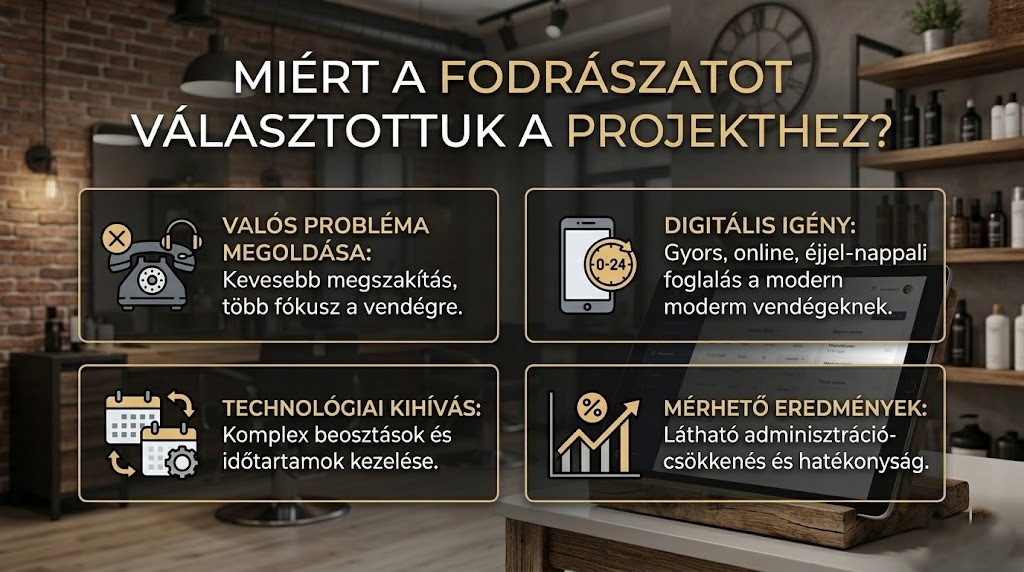 MIÉRT A FODRÁSZATOT
VÁLASZTOTTUK A PROJEKTHEZ?
VALÓS PROBLÉMA
MEGOLDÁSA:
Kevesebb megszakítás,
több fókusz a vendégre.
DIGITÁLIS IGÉNY:
0-24
Gyors, online, éjjel-nappali
foglalás a modern
moderm vendégeknek.
TECHNOLÓGIAI KIHÍVÁS:
Komplex beosztások és
időtartamok kezelése.
%
MÉRHETŐ EREDMÉNYEK:
Látható adminisztráció-
csökkenés és hatékonyság.